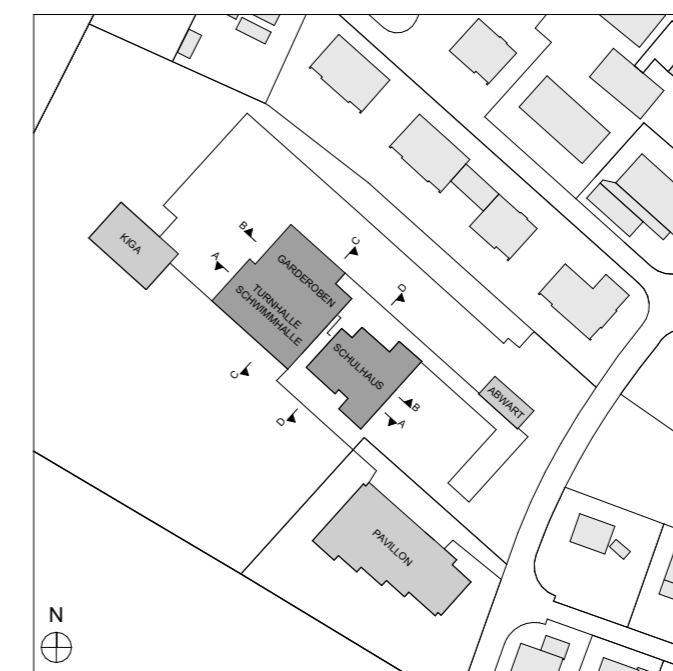 KIGA
B
A
C
D
GARDEROBEN
TURNHALLE
SCHWIMMHALLE
SCHULHAUS
ABWART
C
D
B
A
PAVILLON
N